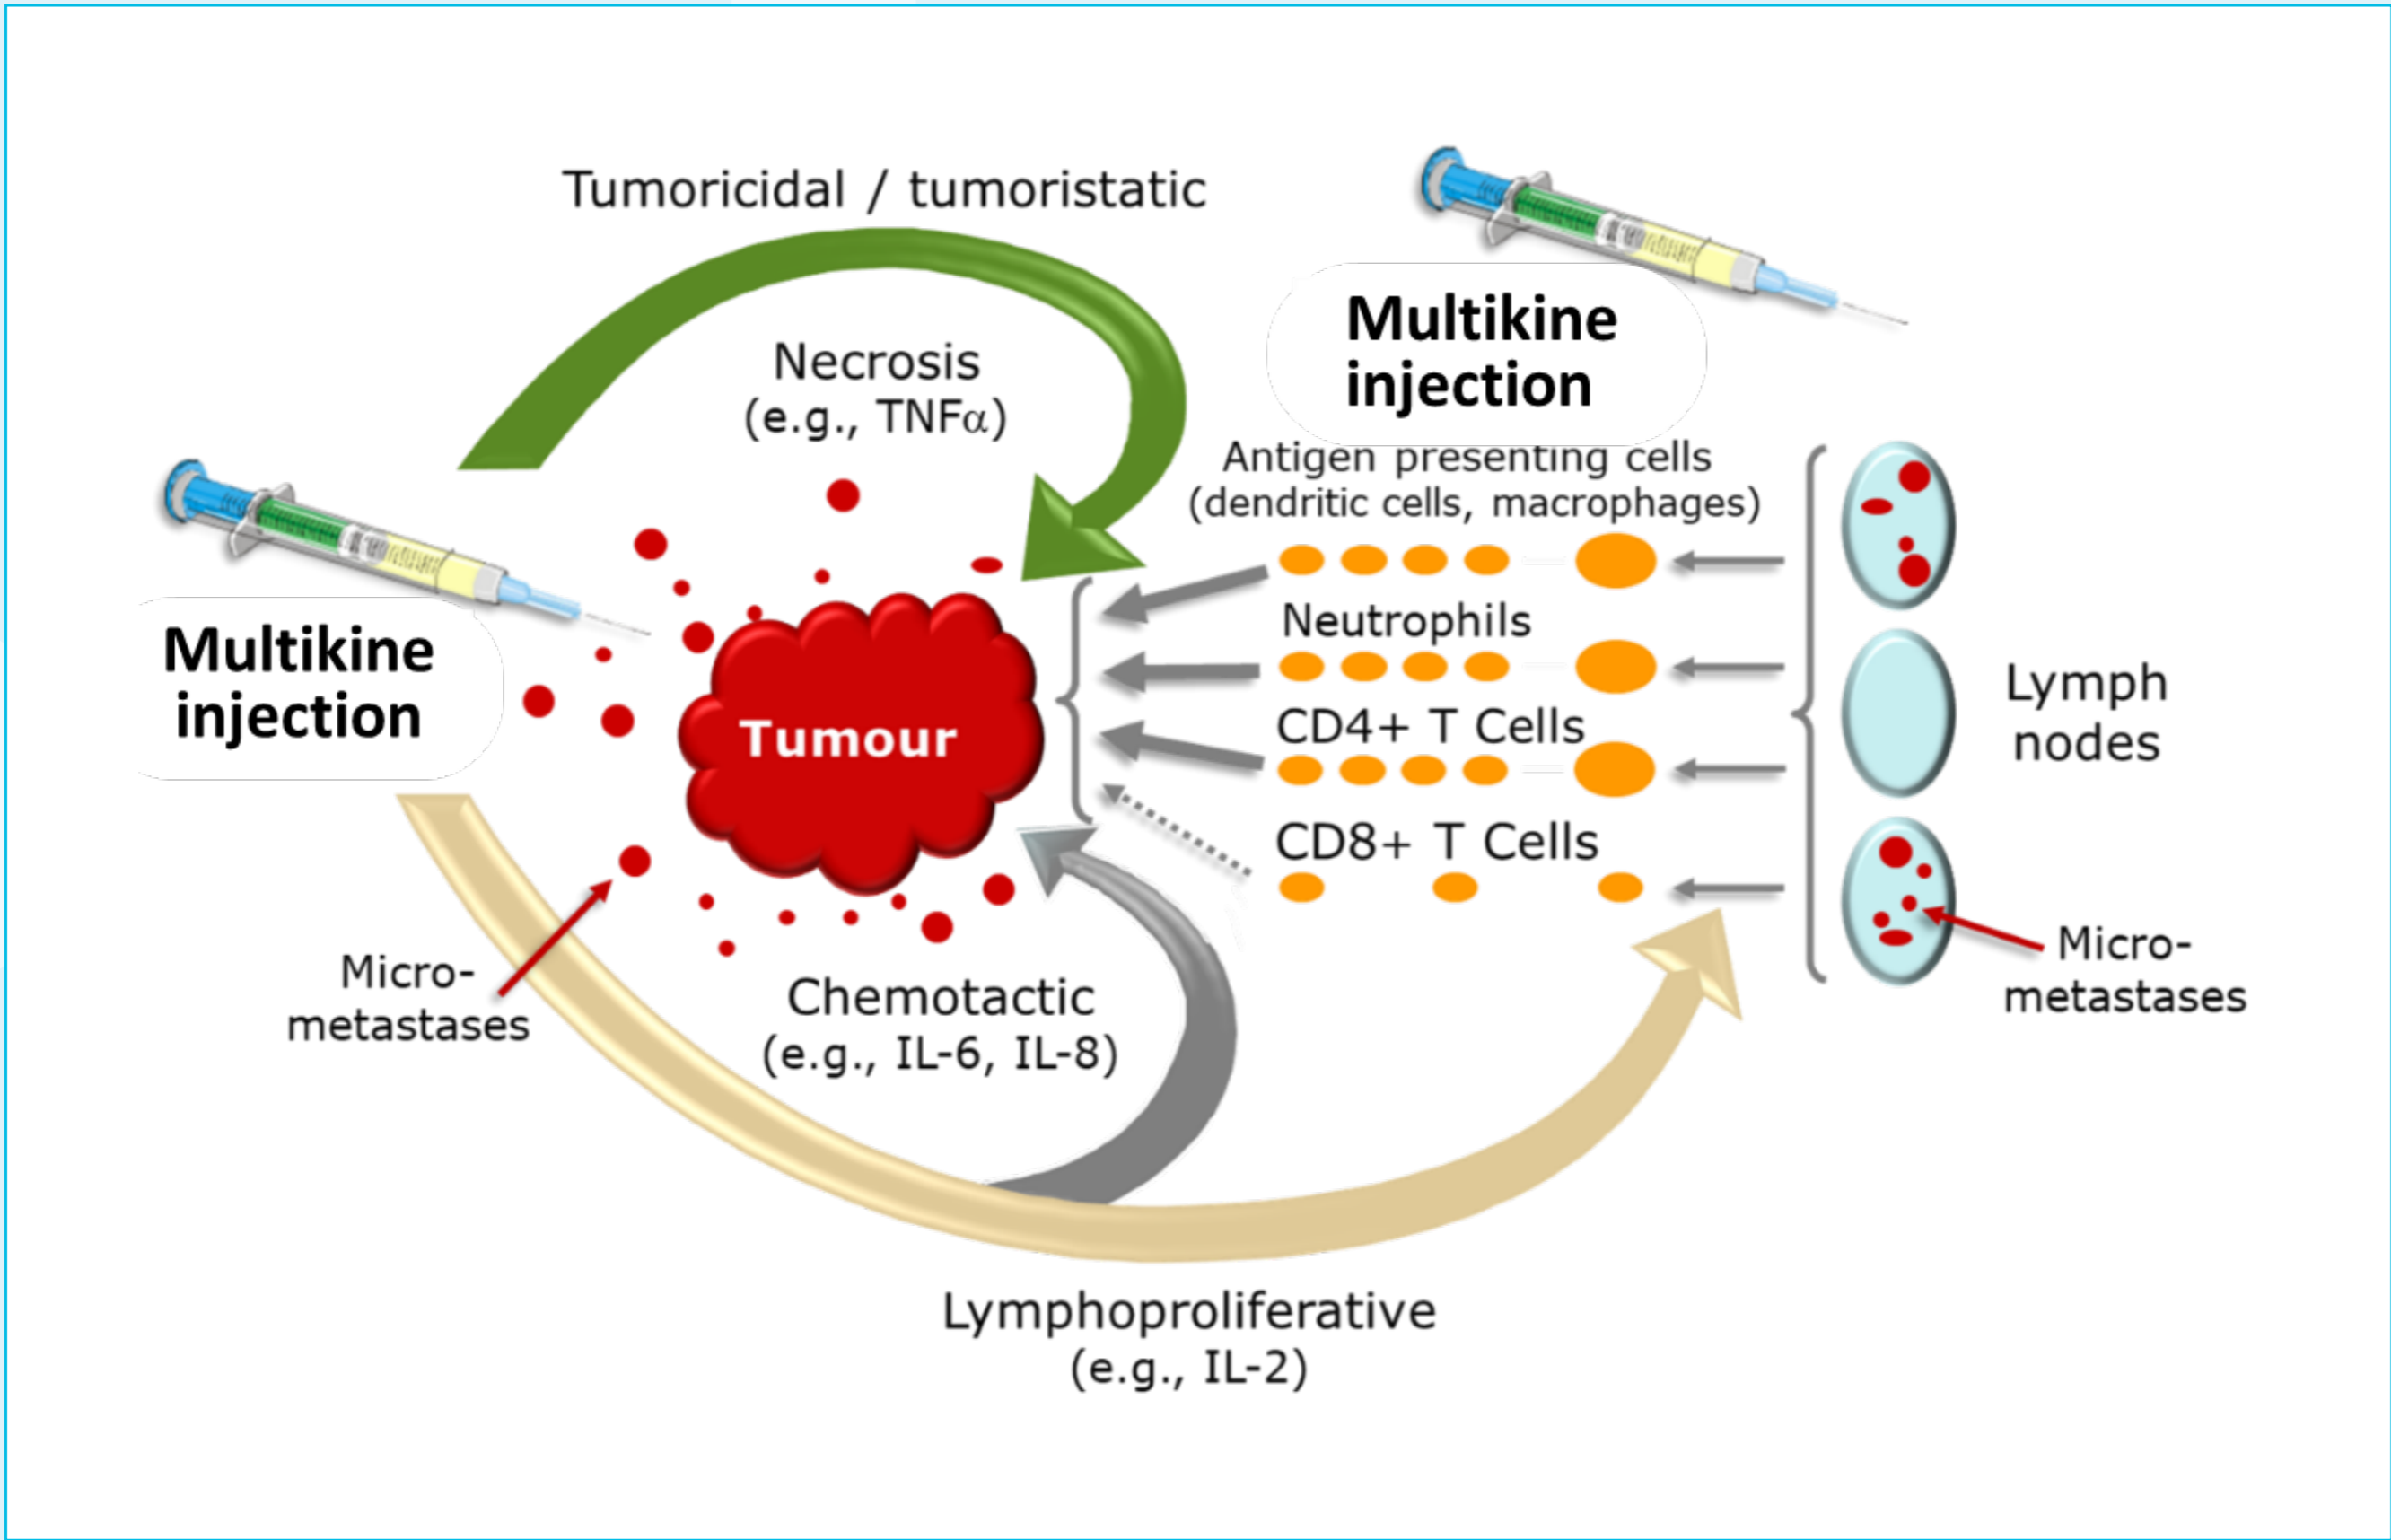 Tumoricidal / tumoristatic
Necrosis
(e.g., TNFα)
Multikine
injection
Multikine
injection
Antigen presenting cells
(dendritic cells, macrophages)
Neutrophils
CD4+ T Cells
CD8+ T Cells
Lymph
nodes
Tumour
Micro-
metastases
Micro-
metastases
Chemotactic
(e.g., IL-6, IL-8)
Lymphoproliferative
(e.g., IL-2)